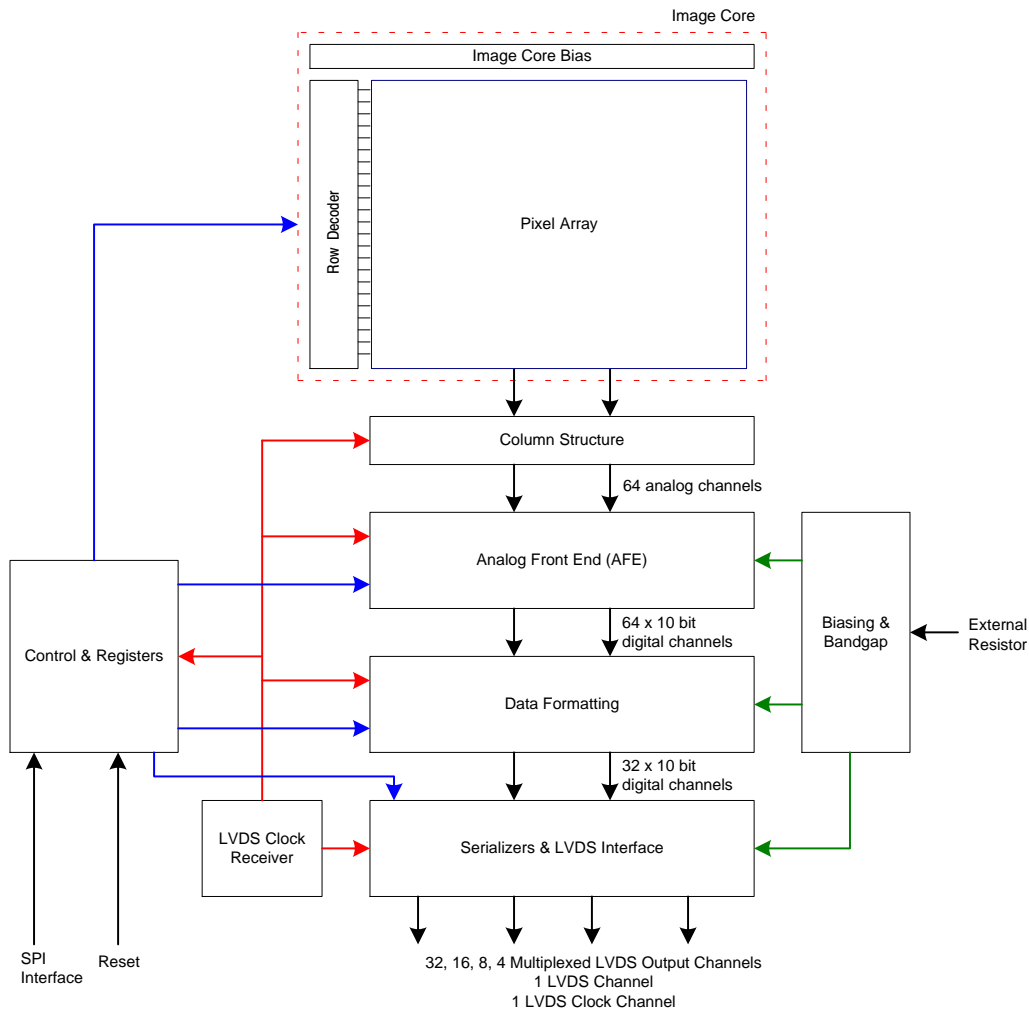 Image Core
Image Core Bias
Row Decoder
Pixel Array
Column Structure
64 analog channels
Analog Front End (AFE)
64 x 10 bit
digital channels
Control & Registers
Biasing &
Bandgap
External
Resistor
Data Formatting
32 x 10 bit
digital channels
LVDS Clock
Receiver
Serializers & LVDS Interface
SPI
Interface
Reset
32, 16, 8, 4 Multiplexed LVDS Output Channels
1 LVDS Channel
1 LVDS Clock Channel